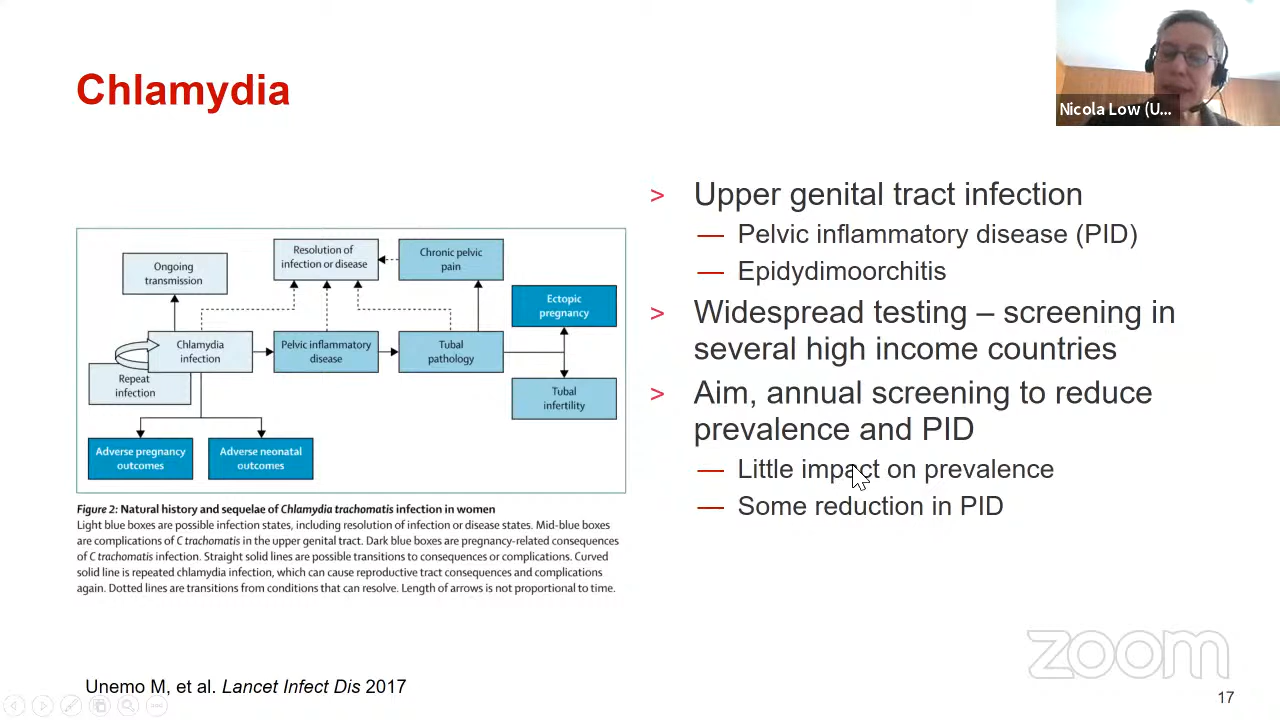 Chlamydia
Nicola Low (U...
Ongoing
transmission
Resolution of
infection or disease
Chronic pelvic
pain
Ectopic
pregnancy
Chlamydia
infection
Pelvic inflammatory
disease
Tubal
pathology
Repeat
infection
Tubal
infertility
Adverse pregnancy
outcomes
Adverse neonatal
outcomes
Figure 2: Natural history and sequelae of Chlamydia trachomatis infection in women
Light blue boxes are possible infection states, including resolution of infection or disease states. Mid-blue boxes
are complications of C trachomatis in the upper genital tract. Dark blue boxes are pregnancy-related consequences
of C trachomatis infection. Straight solid lines are possible transitions to consequences or complications. Curved
solid line is repeated chlamydia infection, which can cause reproductive tract consequences and complications
again. Dotted lines are transitions from conditions that can resolve. Length of arrows is not proportional to time.
> Upper genital tract infection
— Pelvic inflammatory disease (PID)
— Epidydimoorchitis
> Widespread testing – screening in
several high income countries
> Aim, annual screening to reduce
prevalence and PID
— Little impact on prevalence
— Some reduction in PID
zoom
Unemo M, et al. Lancet Infect Dis 2017
17